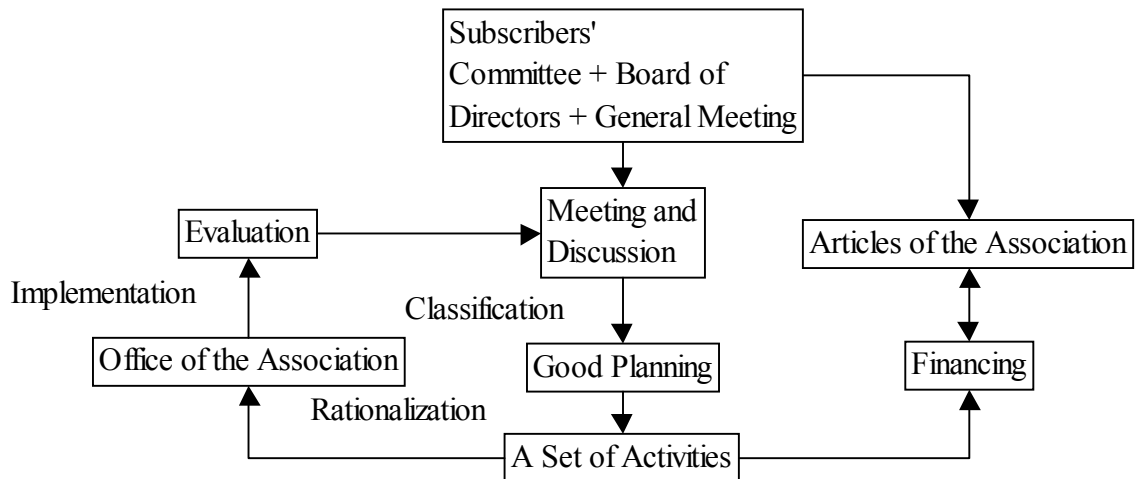 Subscribers'
Committee + Board of
Directors + General Meeting
Meeting and
Discussion
Evaluation
Articles of the Association
Implementation
Classification
Office of the Association
Good Planning
Financing
Rationalization
A Set of Activities